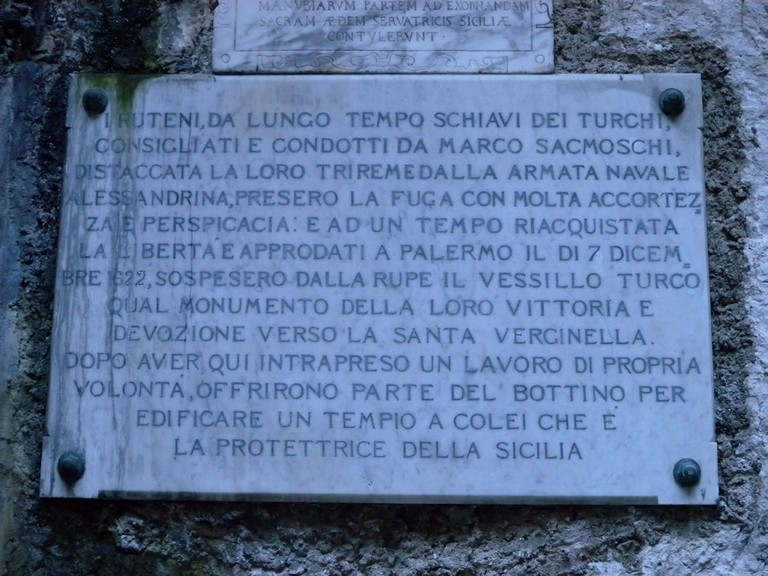 MANUBIARUM PARTEM AD EXORNANDAM
SACRAM ÆDEM SERVATRICIS SICILIÆ
CONTULERUNT·
I RUTENI, DA LUNGO TEMPO SCHIAVI DEI TURCHI,
CONSIGLIATI E CONDOTTI DA MARCO SACMOSCHI,
DISTACCATA LA LORO TRIREME DALLA ARMATA NAVALE
ALESSANDRINA, PRESERO LA FUGA CON MOLTA ACCORTEZ=
ZA E PERSPICACIA: E AD UN TEMPO RIACQUISTATA
LA LIBERTÀ E APPRODATI A PALERMO IL DI 7 DICEM=
BRE 1622, SOSPESERO DALLA RUPE IL VESSILLO TURCO
QUAL MONUMENTO DELLA LORO VITTORIA E
DEVOZIONE VERSO LA SANTA VERGINELLA.
DOPO AVER QUI INTRAPRESO UN LAVORO DI PROPRIA
VOLONTÀ, OFFRIRONO PARTE DEL BOTTINO PER
EDIFICARE UN TEMPIO A COLEI CHE E
LA PROTETTRICE DELLA SICILIA